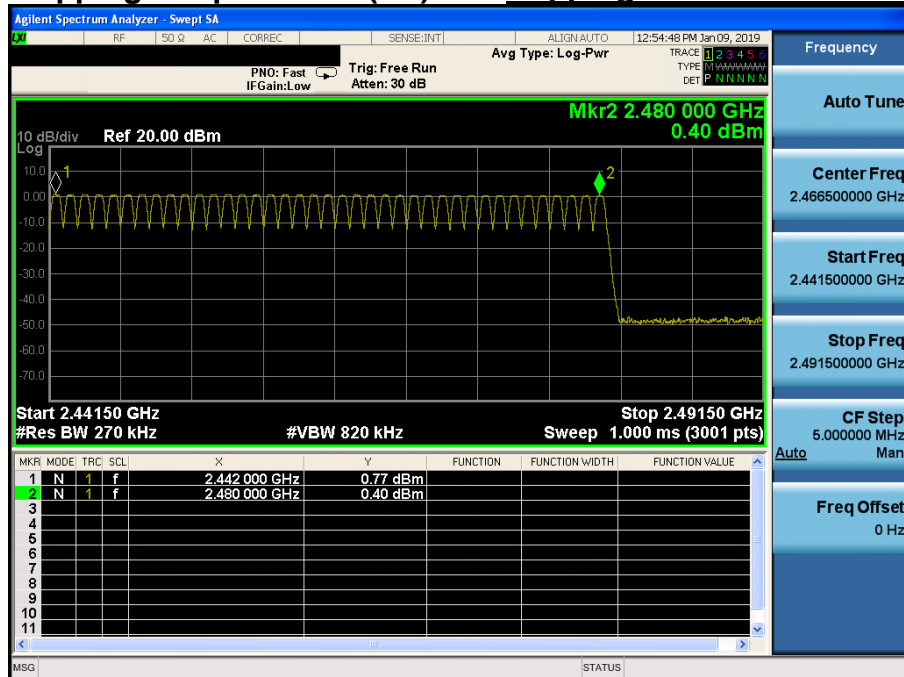 Agilent Spectrum Analyzer - Swept SA
LXI RF 50 Ω AC CORREC SENSE:INT ALIGN AUTO 12:54:48 PM Jan 09, 2019
Frequency
Avg Type: Log-Pwr
TRACE 1 2 3 4 5 6
PNO: Fast Trig: Free Run
TYPE M WWWWW
IFGain:Low Atten: 30 dB
DET P N N N N N
Auto Tune
Mkr2 2.480 000 GHz
0.40 dBm
10 dB/div Ref 20.00 dBm
Log
10.0
0.00
-10.0
-20.0
-30.0
-40.0
-50.0
-60.0
-70.0
1
2
Start 2.44150 GHz Stop 2.49150 GHz
#Res BW 270 kHz #VBW 820 kHz Sweep 1.000 ms (3001 pts)
Center Freq
2.466500000 GHz
Start Freq
2.441500000 GHz
Stop Freq
2.491500000 GHz
CF Step
5.000000 MHz
Auto Man
Freq Offset
0 Hz
MKR MODE TRC SCL X Y FUNCTION FUNCTION WIDTH FUNCTION VALUE
1 N 1 f 2.442 000 GHz 0.77 dBm
2 N 1 f 2.480 000 GHz 0.40 dBm
3
4
5
6
7
8
9
10
11
MSG STATUS